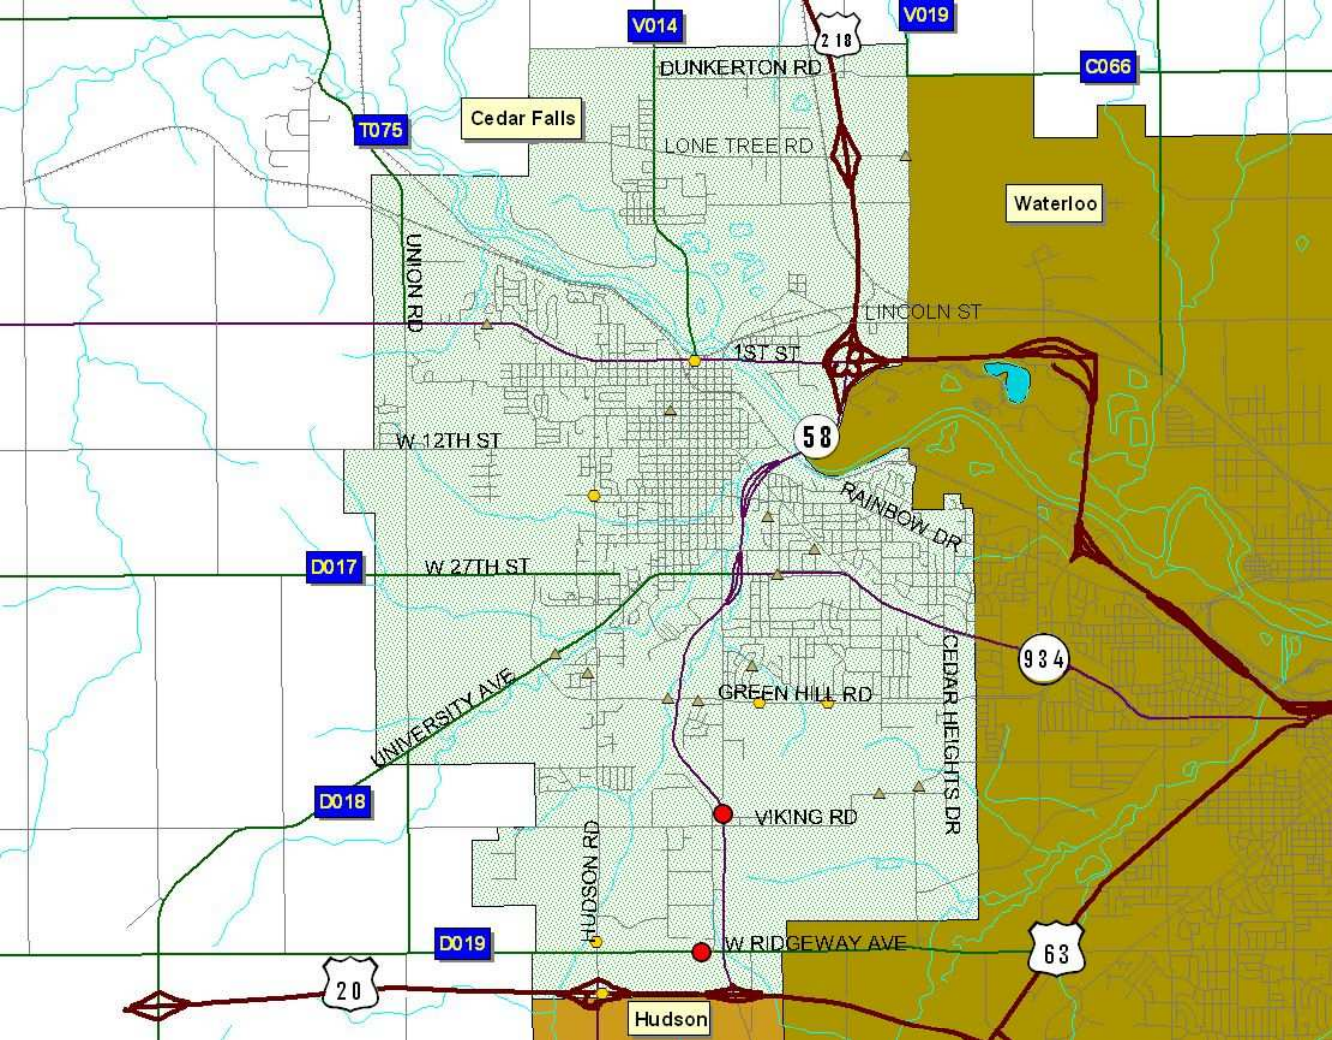 V014
V019
218
DUNKERTON RD
C066
Cedar Falls
T075
LONE TREE RD
Waterloo
UNION RD
LINCOLN ST
1ST ST
W 12TH ST
58
RAINBOW DR
D017
W 27TH ST
934
CEDAR HEIGHTS DR
UNIVERSITY AVE
GREEN HILL RD
D018
VIKING RD
HUDSON RD
D019
W RIDGEWAY AVE
63
20
Hudson